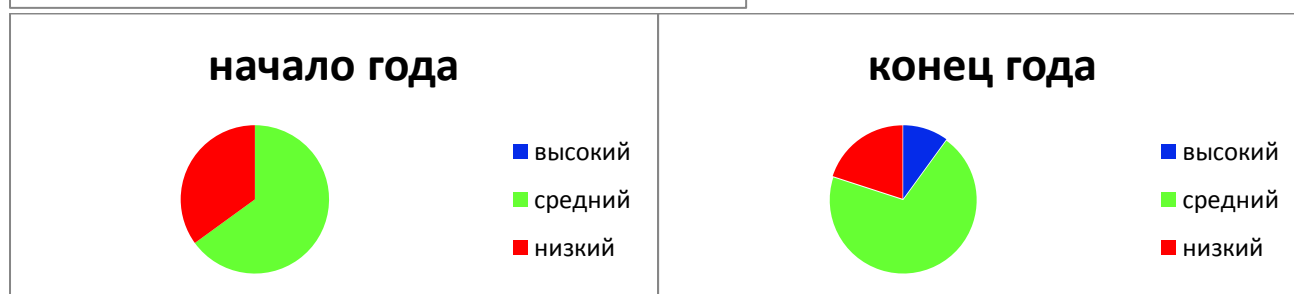 начало года
высокий
средний
низкий
конец года
высокий
средний
низкий